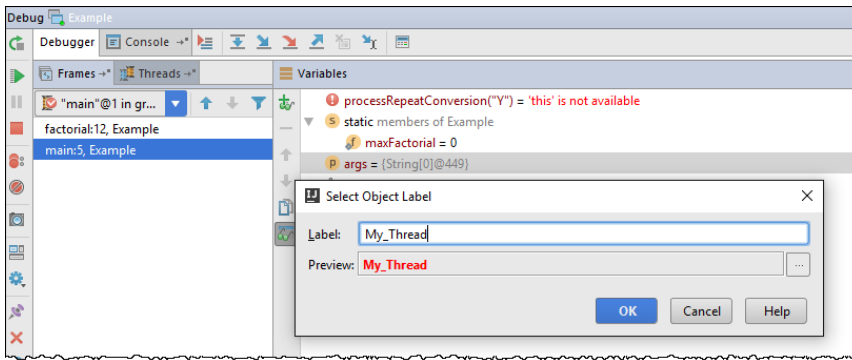 Debug Example
Debugger Console →*
Frames →* Threads →* Variables
"main"@1 in gr... processRepeatConversion("Y") = 'this' is not available
factorial:12, Example s static members of Example
main:5, Example f maxFactorial = 0
p args = {String[0]@449}
IJ Select Object Label
Label: My_Thread
Preview: My_Thread ...
OK Cancel Help